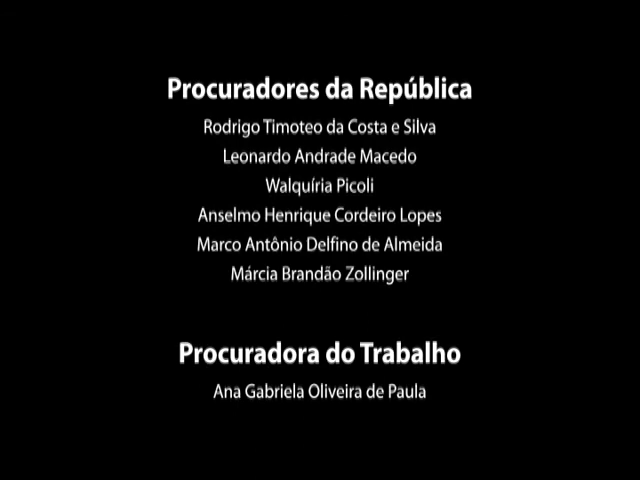 Procuradores da República
Rodrigo Timoteo da Costa e Silva
Leonardo Andrade Macedo
Walquíria Picoli
Anselmo Henrique Cordeiro Lopes
Marco Antônio Delfino de Almeida
Márcia Brandão Zollinger
Procuradora do Trabalho
Ana Gabriela Oliveira de Paula